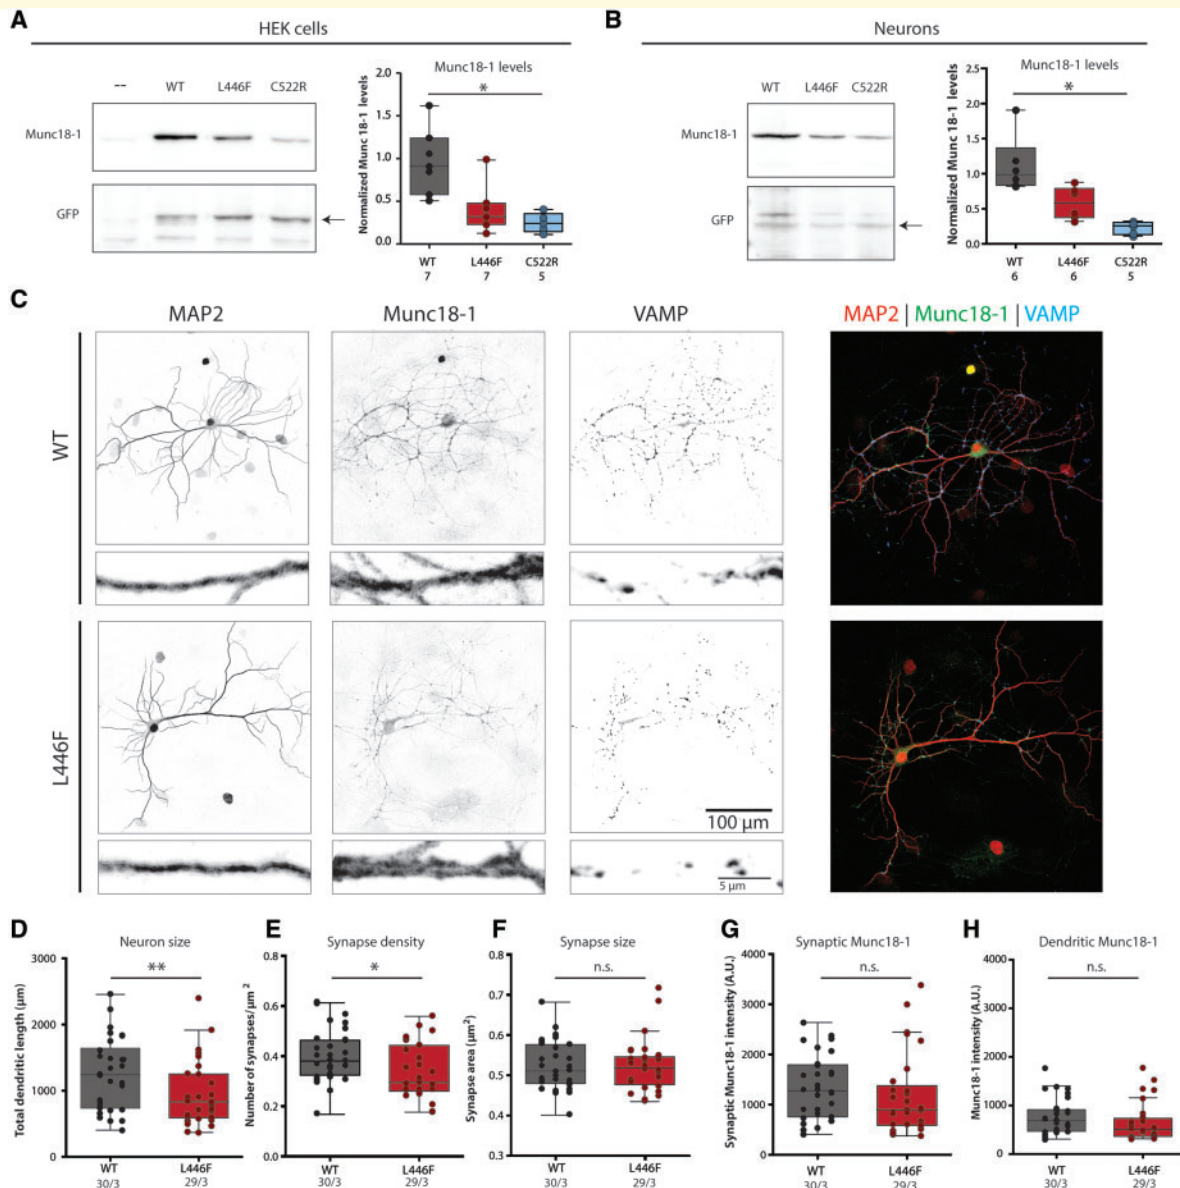 A
HEK cells
-- WT L446F C522R
Munc18-1
GFP
Munc18-1 levels
*
Normalized Munc 18-1 levels
2.0
1.5
1.0
0.5
0.0
WT L446F C522R
7 7 5
B
Neurons
WT L446F C522R
Munc18-1
GFP
Munc18-1 levels
*
Normalized Munc 18-1 levels
2.5
2.0
1.5
1.0
0.5
0.0
WT L446F C522R
6 6 5
C
MAP2 Munc18-1 VAMP MAP2 | Munc18-1 | VAMP
WT
L446F
100 μm
5 μm
D
Neuron size
**
Total dendritic length (μm)
3000
2000
1000
0
WT L446F
30/3 29/3
E
Synapse density
*
Number of synapses/μm²
0.8
0.6
0.4
0.2
0.0
WT L446F
30/3 29/3
F
Synapse size
n.s.
Synapse area (μm²)
0.8
0.7
0.6
0.5
0.4
0.3
WT L446F
30/3 29/3
G
Synaptic Munc18-1
n.s.
Synaptic Munc18-1 intensity (A.U.)
4000
3000
2000
1000
0
WT L446F
30/3 29/3
H
Dendritic Munc18-1
n.s.
Munc18-1 intensity (A.U.)
4000
3000
2000
1000
0
WT L446F
30/3 29/3